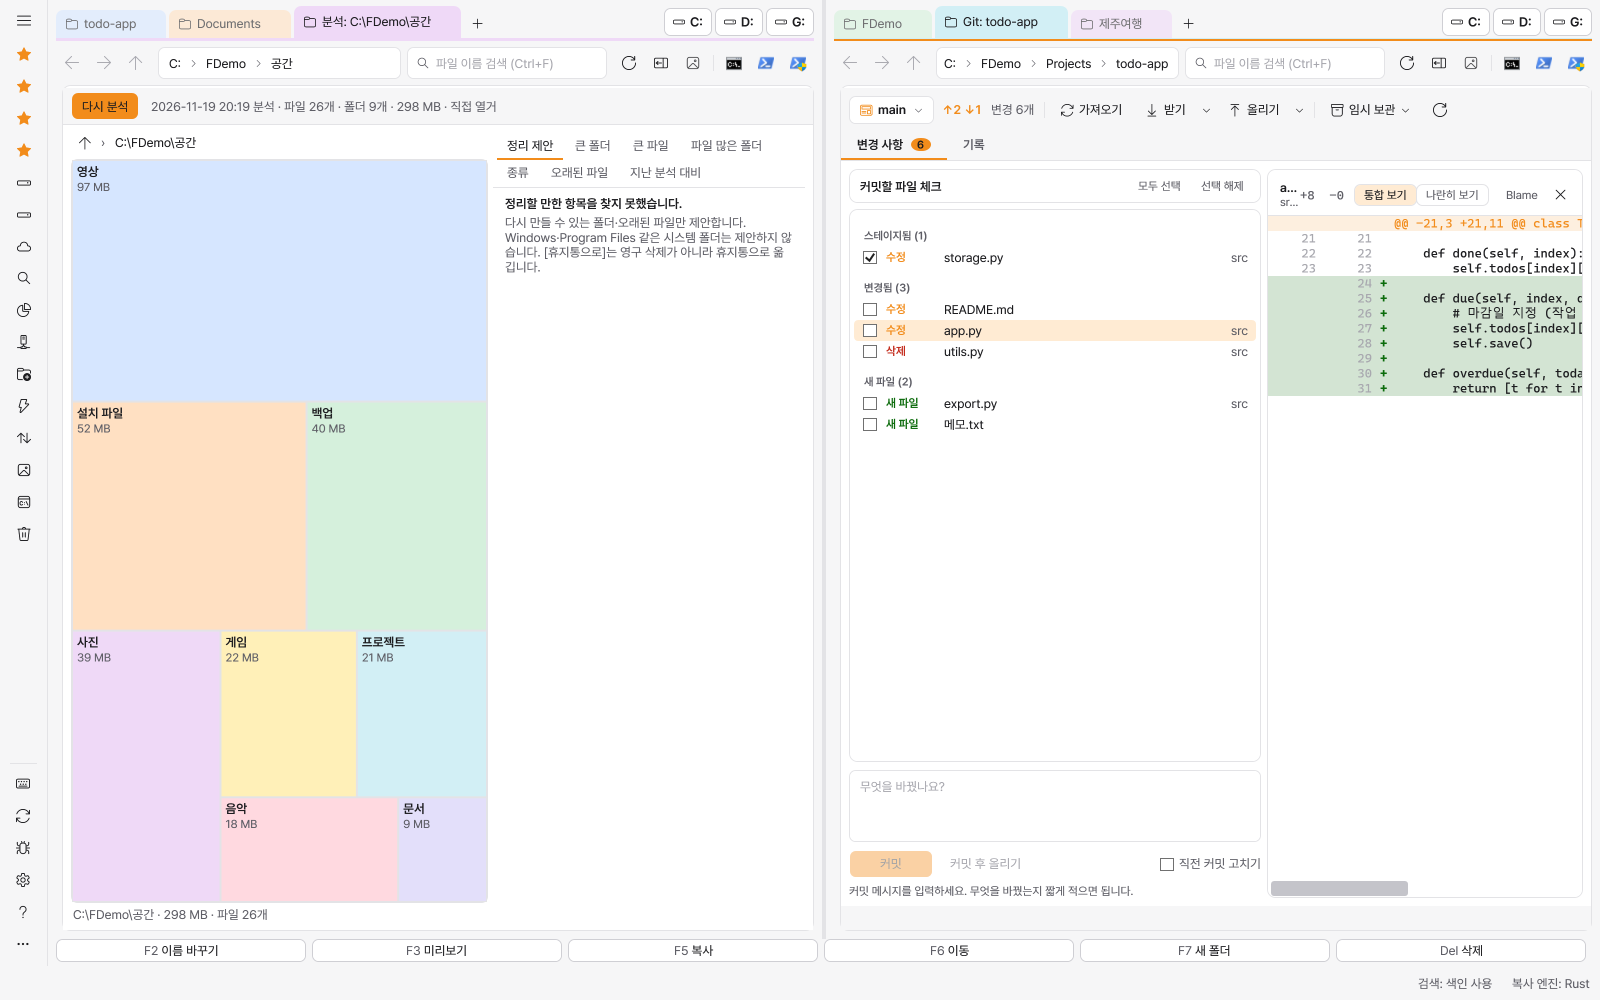 todo-app
Documents
분석: C:\FDemo\공간
C:
D:
G:
C: > FDemo > 공간
파일 이름 검색 (Ctrl+F)
다시 분석
2026-11-19 20:19 분석 · 파일 26개 · 폴더 9개 · 298 MB · 직접 열거
C:\FDemo\공간
영상
97 MB
설치 파일
52 MB
백업
40 MB
사진
39 MB
게임
22 MB
프로젝트
21 MB
음악
18 MB
문서
9 MB
C:\FDemo\공간 · 298 MB · 파일 26개
정리 제안
큰 폴더
큰 파일
파일 많은 폴더
종류
오래된 파일
지난 분석 대비
정리할 만한 항목을 찾지 못했습니다.
다시 만들 수 있는 폴더·오래된 파일만 제안합니다.
Windows·Program Files 같은 시스템 폴더는 제안하지 않
습니다. [휴지통으로]는 영구 삭제가 아니라 휴지통으로 옮
깁니다.
FDemo
Git: todo-app
제주여행
C:
D:
G:
C: > FDemo > Projects > todo-app
파일 이름 검색 (Ctrl+F)
main
↑2 ↓1
변경 6개
가져오기
받기
올리기
임시 보관
변경 사항 6
기록
커밋할 파일 체크
모두 선택
선택 해제
스테이지됨 (1)
수정 storage.py src
변경됨 (3)
수정 README.md
수정 app.py src
삭제 utils.py src
새 파일 (2)
새 파일 export.py src
새 파일 메모.txt
무엇을 바꿨나요?
커밋
커밋 후 올리기
직전 커밋 고치기
커밋 메시지를 입력하세요. 무엇을 바꿨는지 짧게 적으면 됩니다.
a...
sr...
+8 −0
통합 보기
나란히 보기
Blame
@@ −21,3 +21,11 @@ class T
21 21
22 22 def done(self, index):
23 23 self.todos[index][
24 +
25 + def due(self, index, d
26 + # 마감일 지정 (작업
27 + self.todos[index][
28 + self.save()
29 +
30 + def overdue(self, toda
31 + return [t for t in
F2 이름 바꾸기
F3 미리보기
F5 복사
F6 이동
F7 새 폴더
Del 삭제
검색: 색인 사용
복사 엔진: Rust